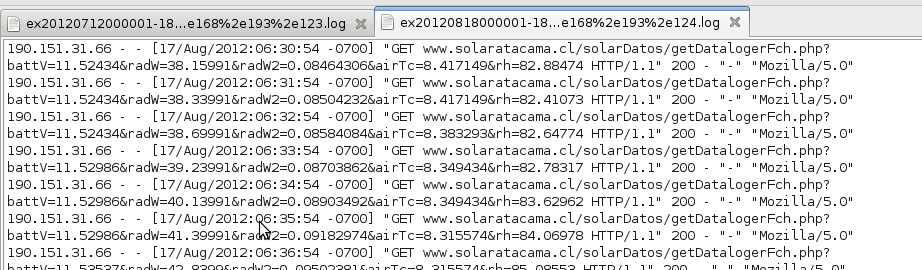 ex20120712000001-18...e168%2e193%2e123.log
ex20120818000001-18...e168%2e193%2e124.log
190.151.31.66 - - [17/Aug/2012:06:30:54 -0700] "GET www.solaratacama.cl/solarDatos/getDatalogerFch.php?
battV=11.52434&radW=38.15991&radW2=0.08464306&airTc=8.417149&rh=82.88474 HTTP/1.1" 200 - "-" "Mozilla/5.0"
190.151.31.66 - - [17/Aug/2012:06:31:54 -0700] "GET www.solaratacama.cl/solarDatos/getDatalogerFch.php?
battV=11.52434&radW=38.33991&radW2=0.08504232&airTc=8.417149&rh=82.41073 HTTP/1.1" 200 - "-" "Mozilla/5.0"
190.151.31.66 - - [17/Aug/2012:06:32:54 -0700] "GET www.solaratacama.cl/solarDatos/getDatalogerFch.php?
battV=11.52434&radW=38.69991&radW2=0.08584084&airTc=8.383293&rh=82.64774 HTTP/1.1" 200 - "-" "Mozilla/5.0"
190.151.31.66 - - [17/Aug/2012:06:33:54 -0700] "GET www.solaratacama.cl/solarDatos/getDatalogerFch.php?
battV=11.52986&radW=39.23991&radW2=0.08703862&airTc=8.349434&rh=82.78317 HTTP/1.1" 200 - "-" "Mozilla/5.0"
190.151.31.66 - - [17/Aug/2012:06:34:54 -0700] "GET www.solaratacama.cl/solarDatos/getDatalogerFch.php?
battV=11.52986&radW=40.13991&radW2=0.08903492&airTc=8.349434&rh=83.62962 HTTP/1.1" 200 - "-" "Mozilla/5.0"
190.151.31.66 - - [17/Aug/2012:06:35:54 -0700] "GET www.solaratacama.cl/solarDatos/getDatalogerFch.php?
battV=11.52986&radW=41.39991&radW2=0.09182974&airTc=8.315574&rh=84.06978 HTTP/1.1" 200 - "-" "Mozilla/5.0"
190.151.31.66 - - [17/Aug/2012:06:36:54 -0700] "GET www.solaratacama.cl/solarDatos/getDatalogerFch.php?
battV=11.53537&radW=42.8399&radW2=0.09502381&airTc=8.315574&rh=85.08553 HTTP/1.1" 200 - "-" "Mozilla/5.0"